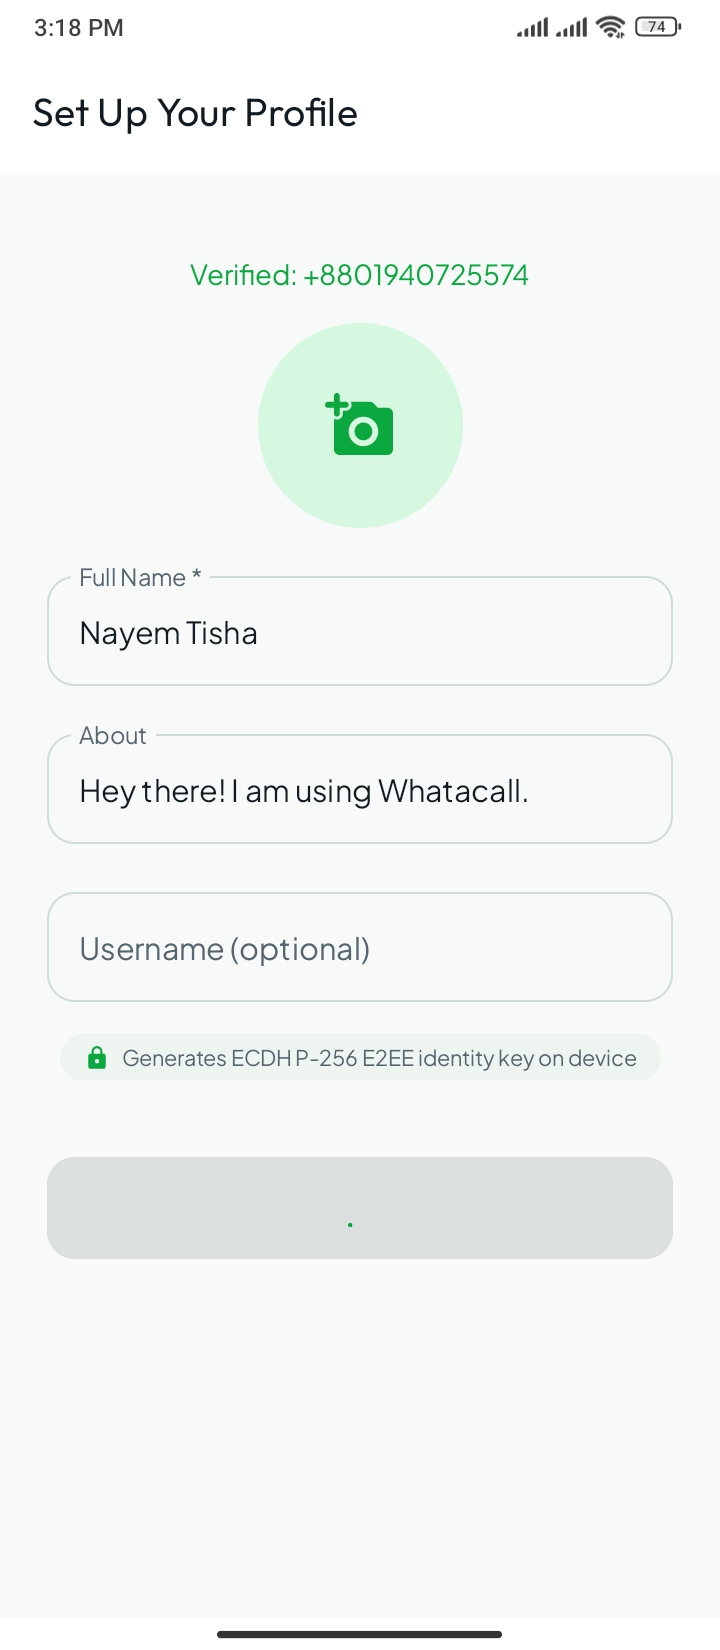 3:18 PM
74
Set Up Your Profile
Verified: +8801940725574
Full Name *
Nayem Tisha
About
Hey there! I am using Whatacall.
Username (optional)
Generates ECDH P-256 E2EE identity key on device